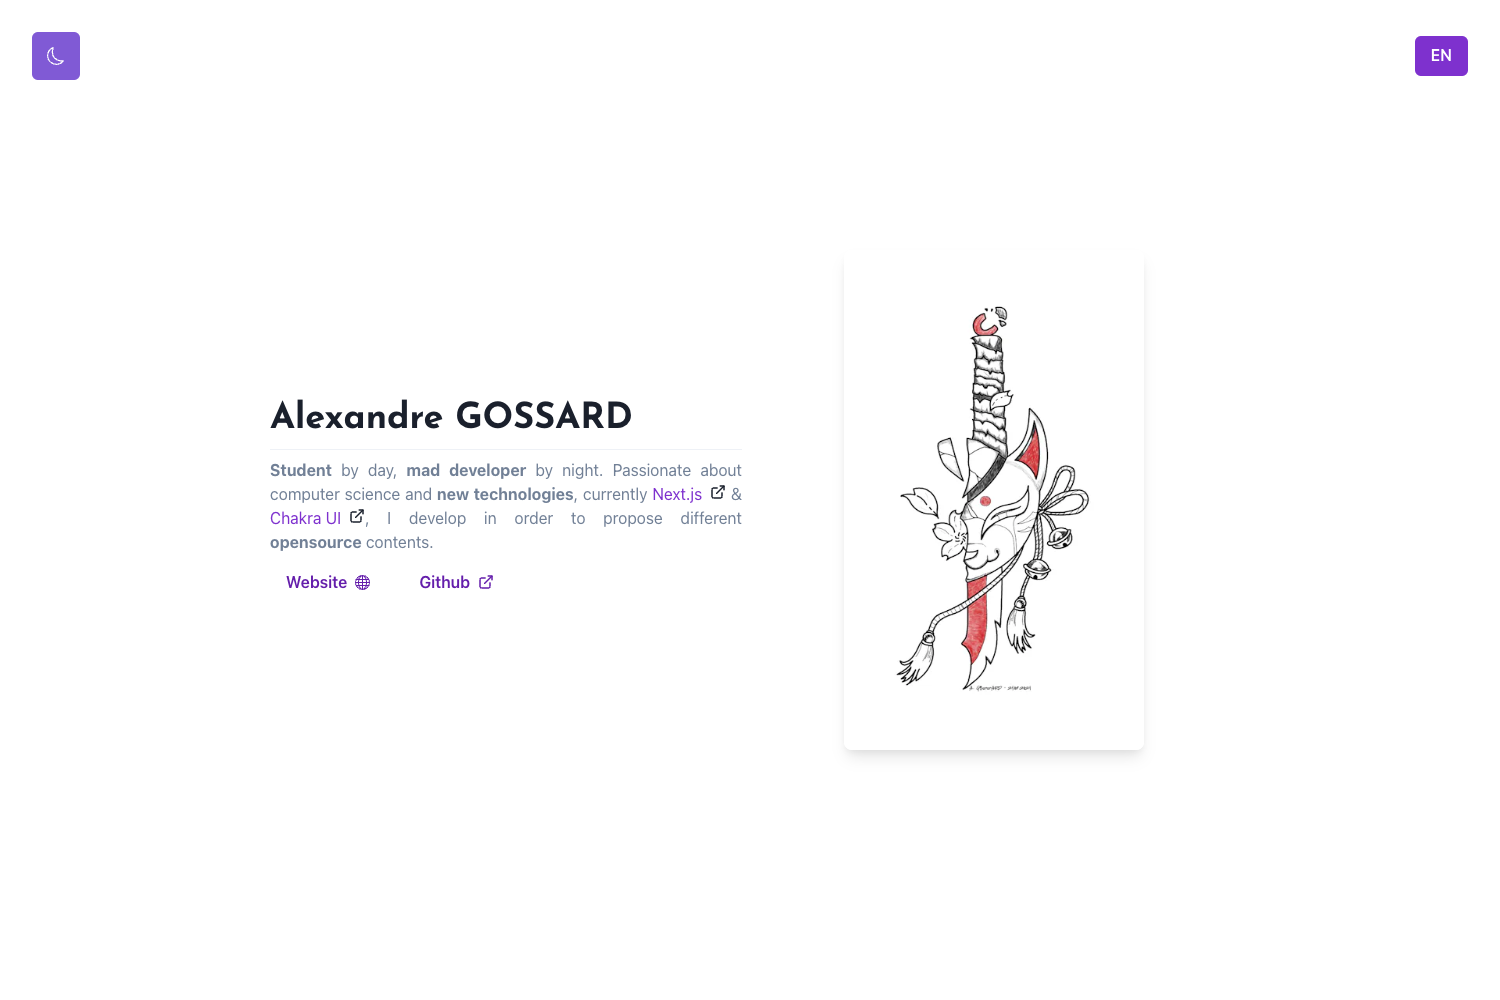 EN
Alexandre GOSSARD
Student by day, mad developer by night. Passionate about
computer science and new technologies, currently Next.js &
Chakra UI , I develop in order to propose different
opensource contents.
Website
Github